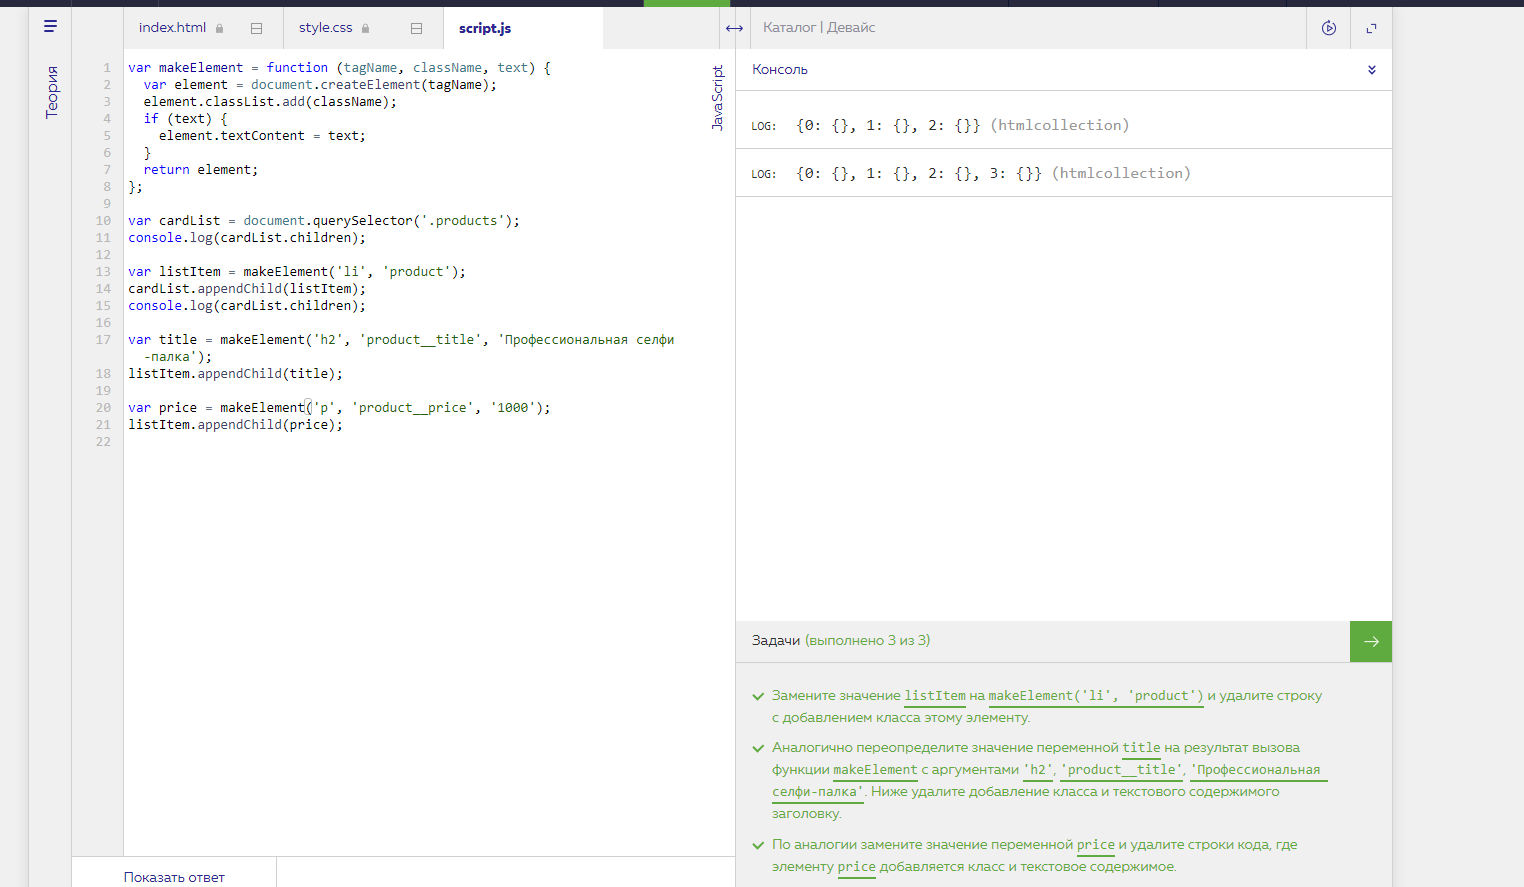 index.html
style.css
script.js
Каталог | Девайс
Теория
JavaScript
1 var makeElement = function (tagName, className, text) {
2 var element = document.createElement(tagName);
3 element.classList.add(className);
4 if (text) {
5 element.textContent = text;
6 }
7 return element;
8 };
9
10 var cardList = document.querySelector('.products');
11 console.log(cardList.children);
12
13 var listItem = makeElement('li', 'product');
14 cardList.appendChild(listItem);
15 console.log(cardList.children);
16
17 var title = makeElement('h2', 'product__title', 'Профессиональная селфи
-палка');
18 listItem.appendChild(title);
19
20 var price = makeElement('p', 'product__price', '1000');
21 listItem.appendChild(price);
22
Показать ответ
Консоль
LOG: {0: {}, 1: {}, 2: {}} (htmlcollection)
LOG: {0: {}, 1: {}, 2: {}, 3: {}} (htmlcollection)
Задачи (выполнено 3 из 3)
Замените значение listItem на makeElement('li', 'product') и удалите строку
с добавлением класса этому элементу.
Аналогично переопределите значение переменной title на результат вызова
функции makeElement с аргументами 'h2', 'product__title', 'Профессиональная
селфи-палка'. Ниже удалите добавление класса и текстового содержимого
заголовку.
По аналогии замените значение переменной price и удалите строки кода, где
элементу price добавляется класс и текстовое содержимое.